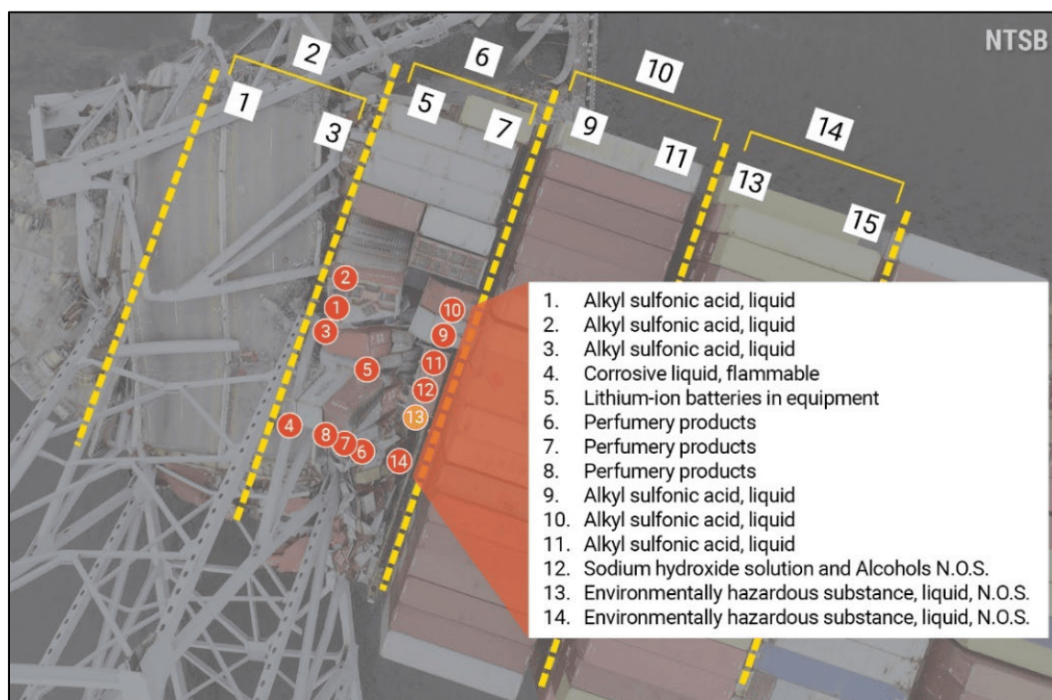 NTSB
2
6
10
14
1
3
5
7
9
11
13
15
2
1
3
5
4
8
7
6
10
9
11
12
13
14
1. Alkyl sulfonic acid, liquid
2. Alkyl sulfonic acid, liquid
3. Alkyl sulfonic acid, liquid
4. Corrosive liquid, flammable
5. Lithium-ion batteries in equipment
6. Perfumery products
7. Perfumery products
8. Perfumery products
9. Alkyl sulfonic acid, liquid
10. Alkyl sulfonic acid, liquid
11. Alkyl sulfonic acid, liquid
12. Sodium hydroxide solution and Alcohols N.O.S.
13. Environmentally hazardous substance, liquid, N.O.S.
14. Environmentally hazardous substance, liquid, N.O.S.